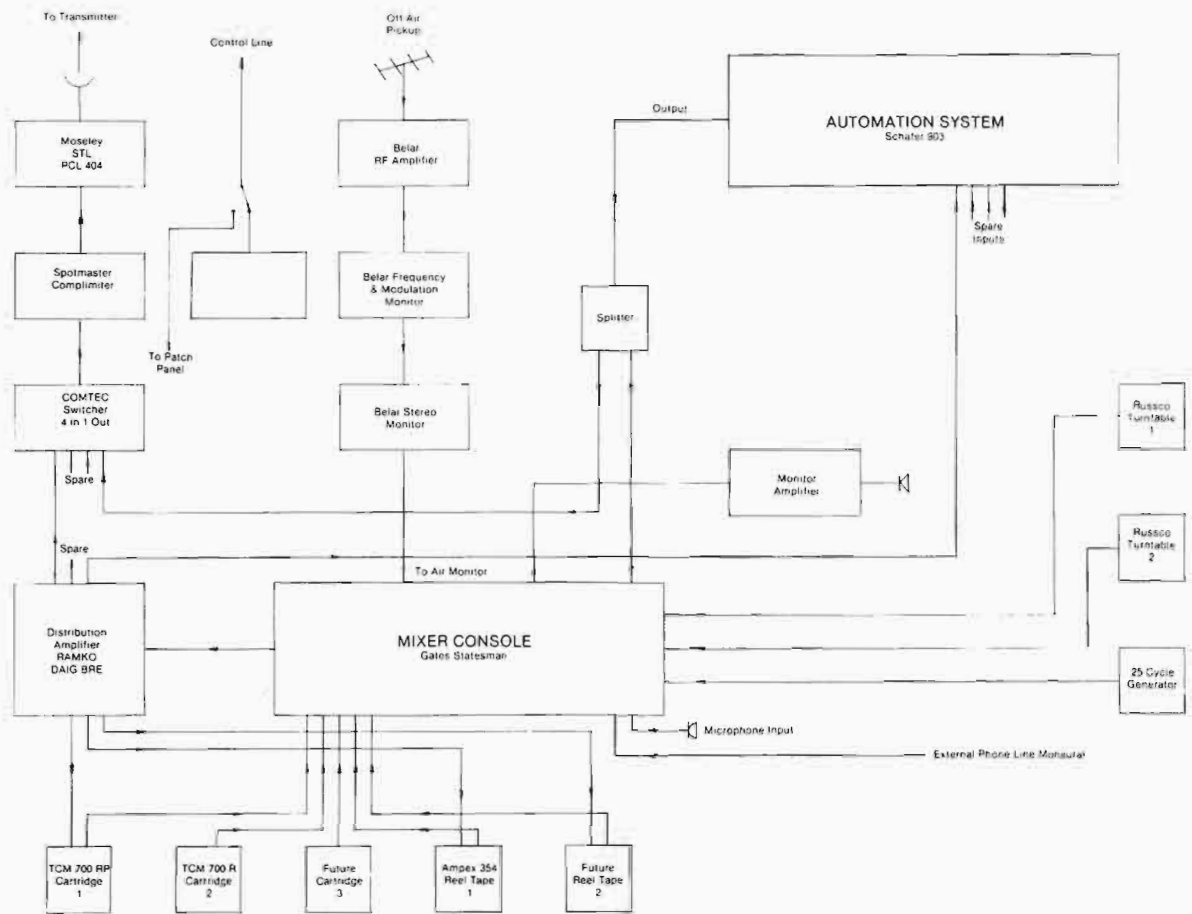 To Transmitter
Off Air
Pickup
Control Line
Moseley
STL
PCL 404
Belar
RF Amplifier
Output
AUTOMATION SYSTEM
Schafer 903
Spare
Inputs
Spotmaster
Complimiter
Belar Frequency
& Modulation
Monitor
Splitter
To Patch
Panel
COMTEC
Switcher
4 in 1 Out
Spare
Belar Stereo
Monitor
Monitor
Amplifier
Russco
Turntable
1
Russco
Turntable
2
Spare
To Air Monitor
Distribution
Amplifier
RAMKO
DAIG BRE
MIXER CONSOLE
Gates Statesman
25 Cycle
Generator
Microphone Input
External Phone Line Monaural
TCM 700 RP
Cartridge
1
TCM 700 R
Cartridge
2
Future
Cartridge
3
Ampex 354
Reel Tape
1
Future
Reel Tape
2